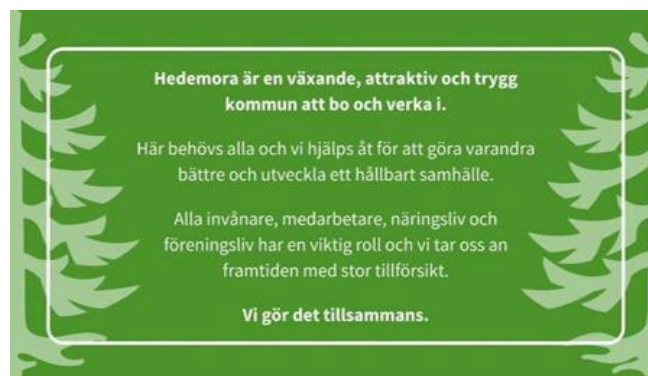 Hedemora är en växande, attraktiv och trygg
kommun att bo och verka i.
Här behövs alla och vi hjälps åt för att göra varandra
bättre och utveckla ett hållbart samhälle.
Alla invånare, medarbetare, näringsliv och
föreningsliv har en viktig roll och vi tar oss an
framtiden med stor tillförsikt.
Vi gör det tillsammans.